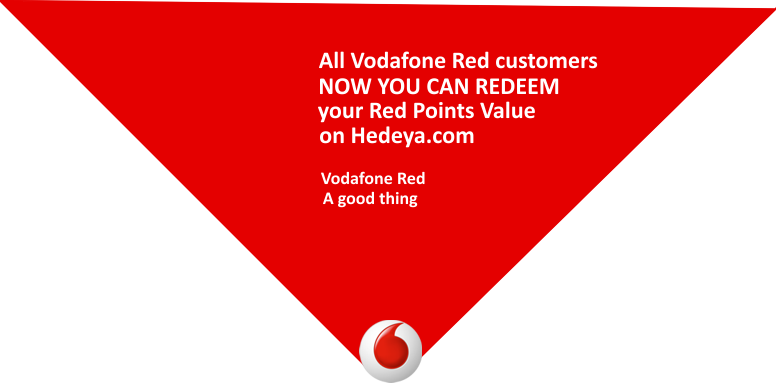 All Vodafone Red customers
NOW YOU CAN REDEEM
your Red Points Value
on Hedeya.com
Vodafone Red
A good thing